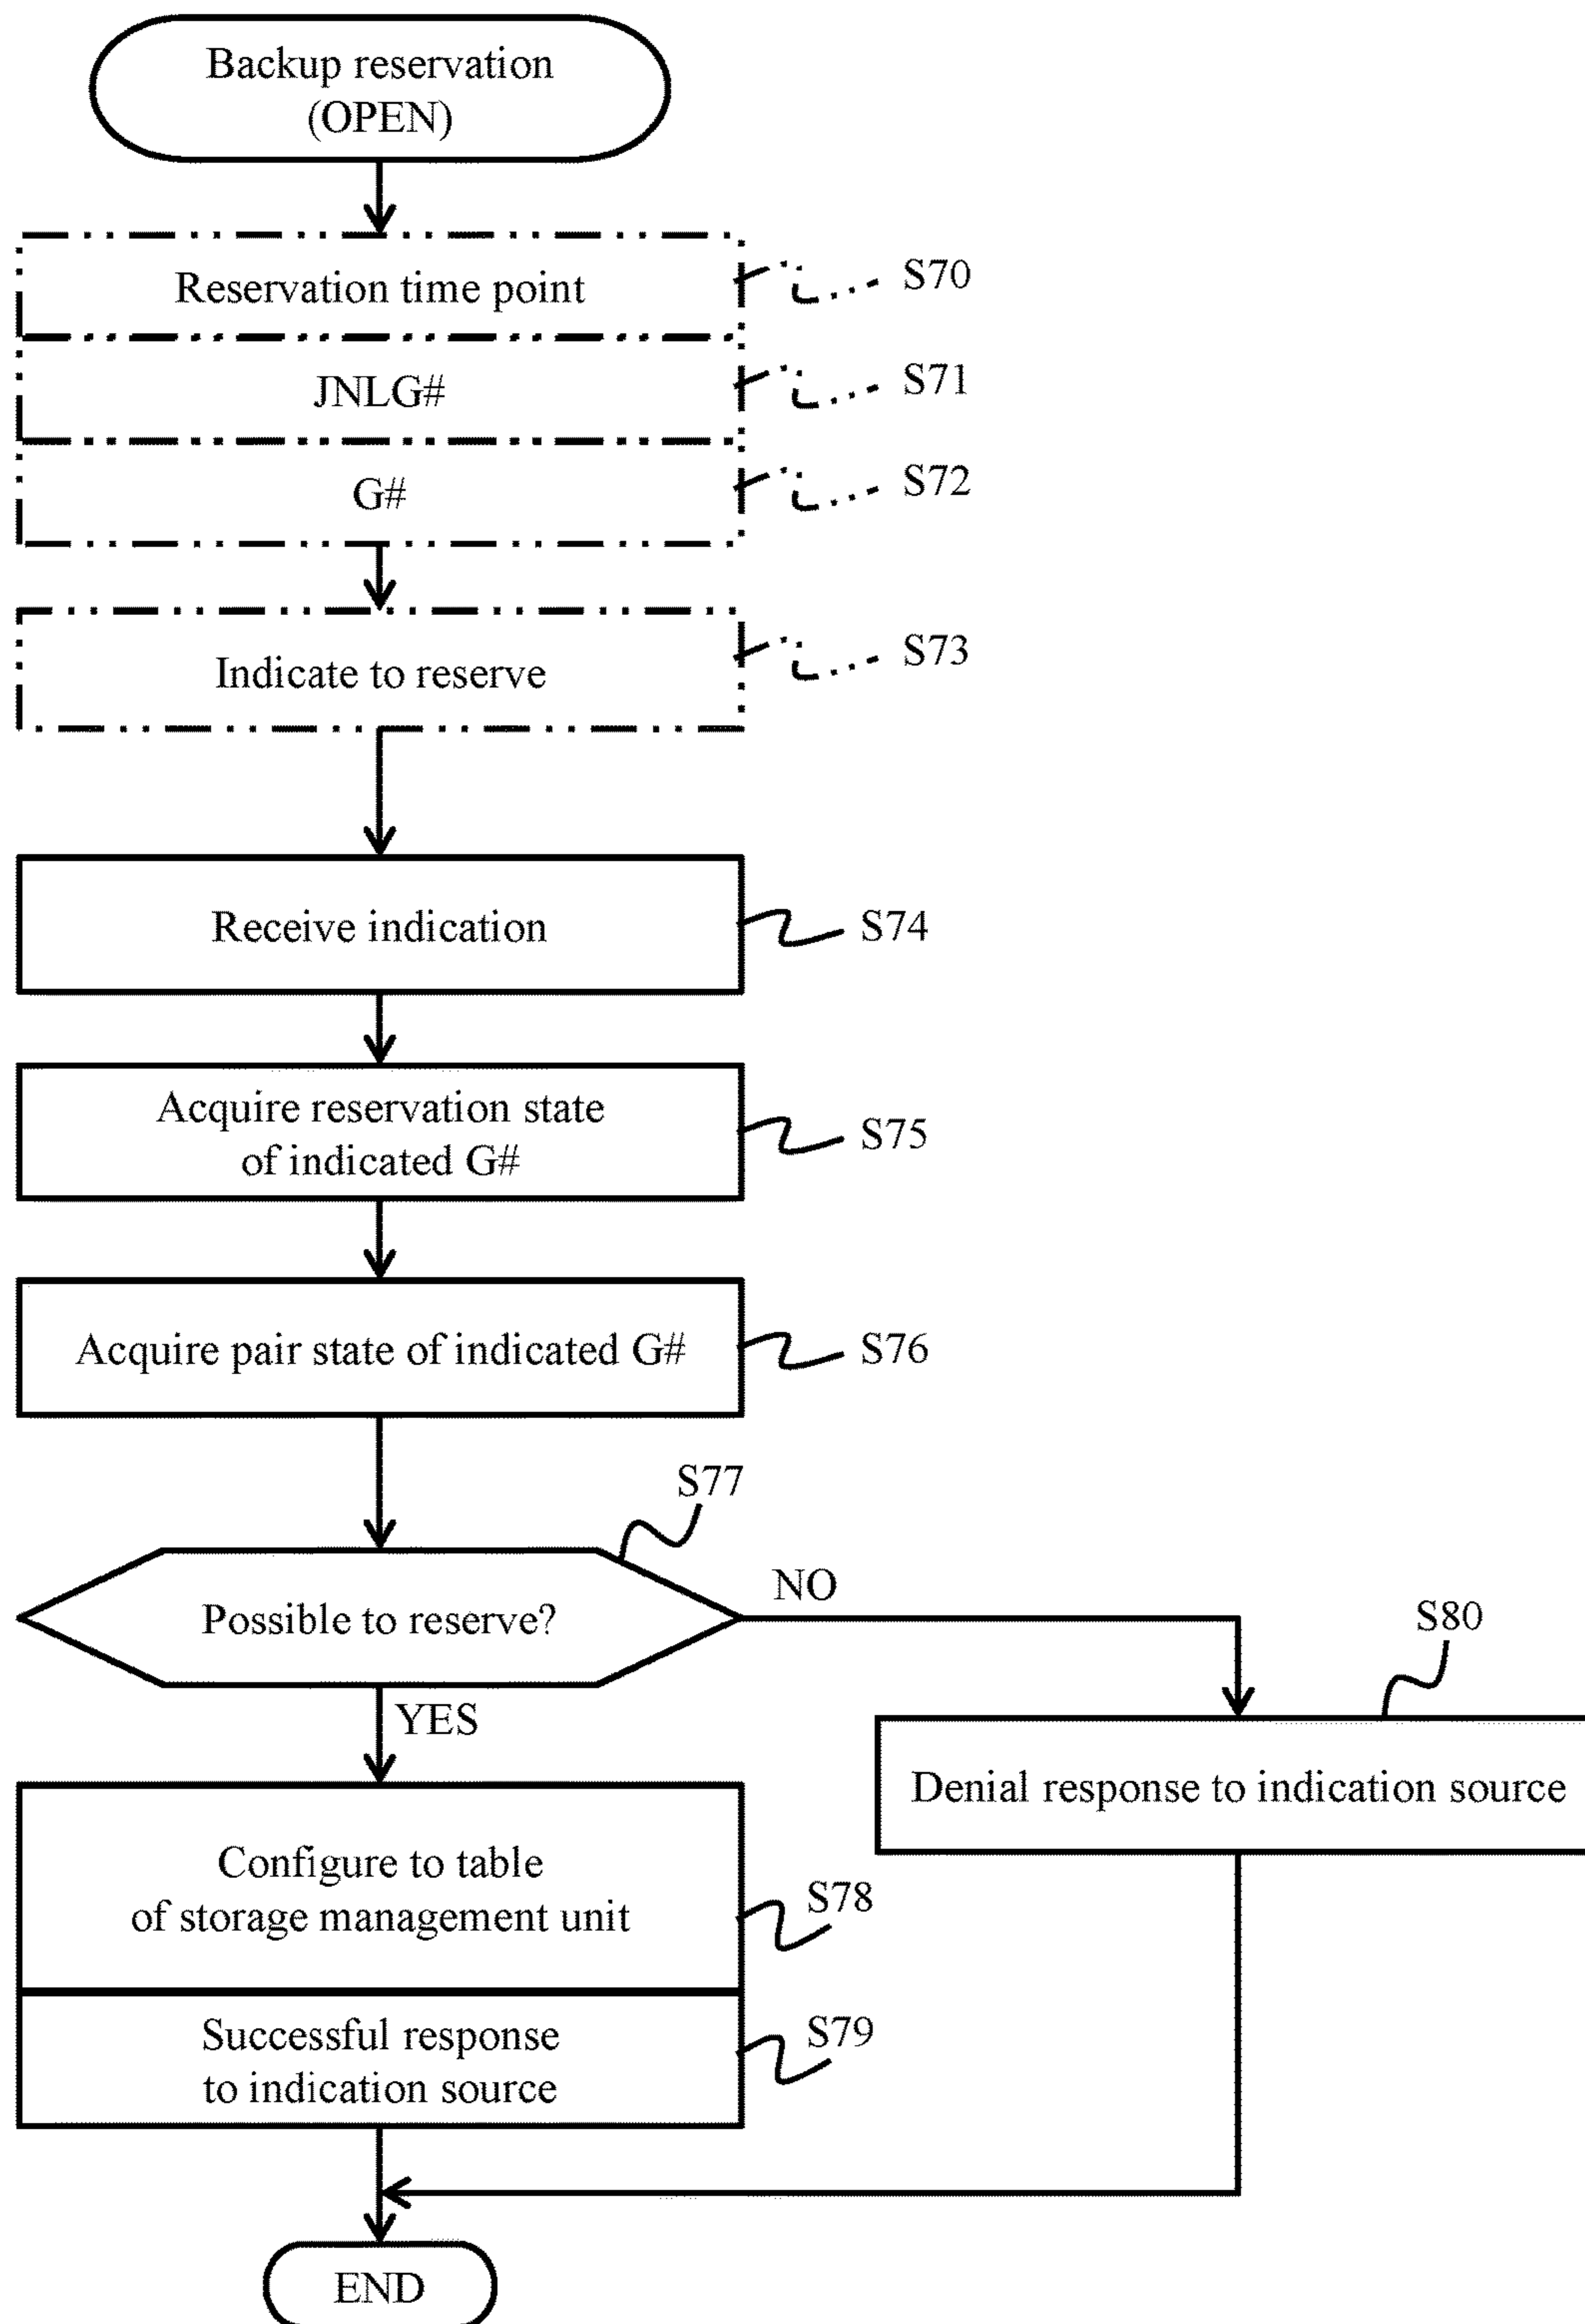 Backup reservation
(OPEN)
Reservation time point
S70
JNLG#
S71
G#
S72
Indicate to reserve
S73
Receive indication
S74
Acquire reservation state
of indicated G#
S75
Acquire pair state of indicated G#
S76
S77
Possible to reserve?
NO
S80
YES
Denial response to indication source
Configure to table
of storage management unit
S78
Successful response
to indication source
S79
END